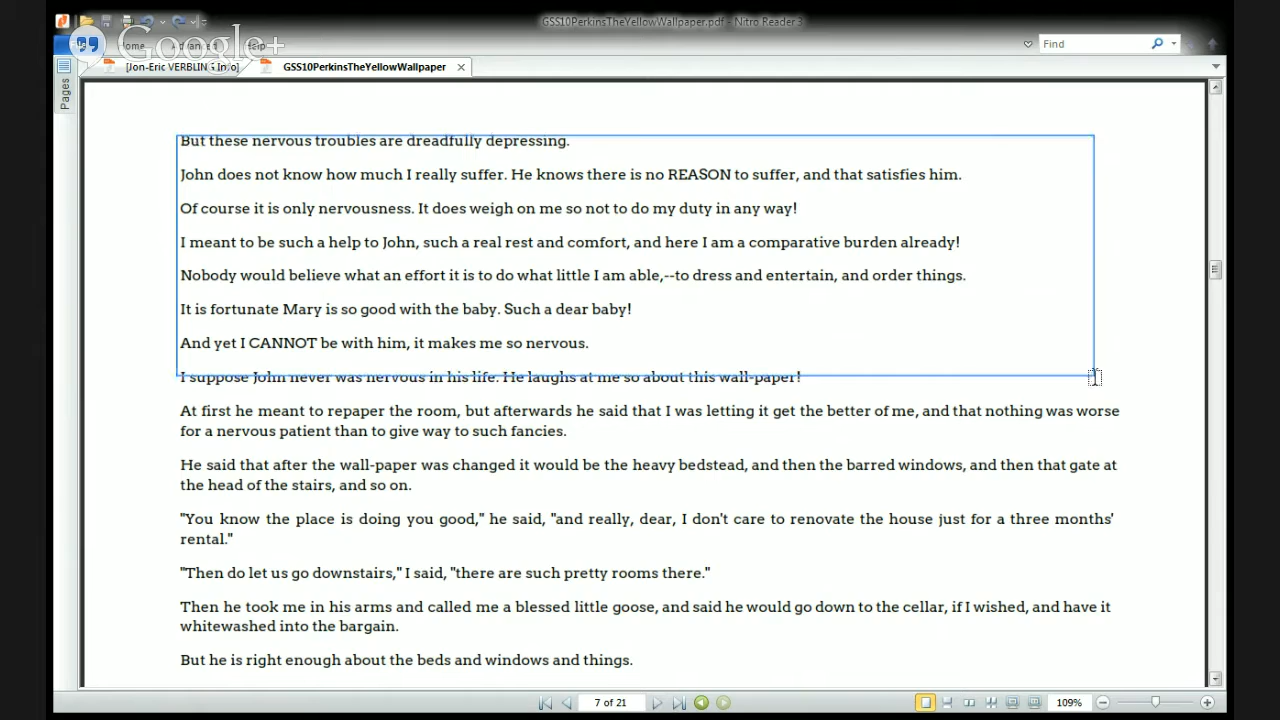 GSS10PerkinsTheYellowWallpaper.pdf - Nitro Reader 3
Google+
Home Advanced Help
Find
[Jon-Eric VERBLING Info]
GSS10PerkinsTheYellowWallpaper
Pages
But these nervous troubles are dreadfully depressing.
John does not know how much I really suffer. He knows there is no REASON to suffer, and that satisfies him.
Of course it is only nervousness. It does weigh on me so not to do my duty in any way!
I meant to be such a help to John, such a real rest and comfort, and here I am a comparative burden already!
Nobody would believe what an effort it is to do what little I am able,--to dress and entertain, and order things.
It is fortunate Mary is so good with the baby. Such a dear baby!
And yet I CANNOT be with him, it makes me so nervous.
I suppose John never was nervous in his life. He laughs at me so about this wall-paper!
At first he meant to repaper the room, but afterwards he said that I was letting it get the better of me, and that nothing was worse
for a nervous patient than to give way to such fancies.
He said that after the wall-paper was changed it would be the heavy bedstead, and then the barred windows, and then that gate at
the head of the stairs, and so on.
"You know the place is doing you good," he said, "and really, dear, I don't care to renovate the house just for a three months'
rental."
"Then do let us go downstairs," I said, "there are such pretty rooms there."
Then he took me in his arms and called me a blessed little goose, and said he would go down to the cellar, if I wished, and have it
whitewashed into the bargain.
But he is right enough about the beds and windows and things.
7 of 21
109%